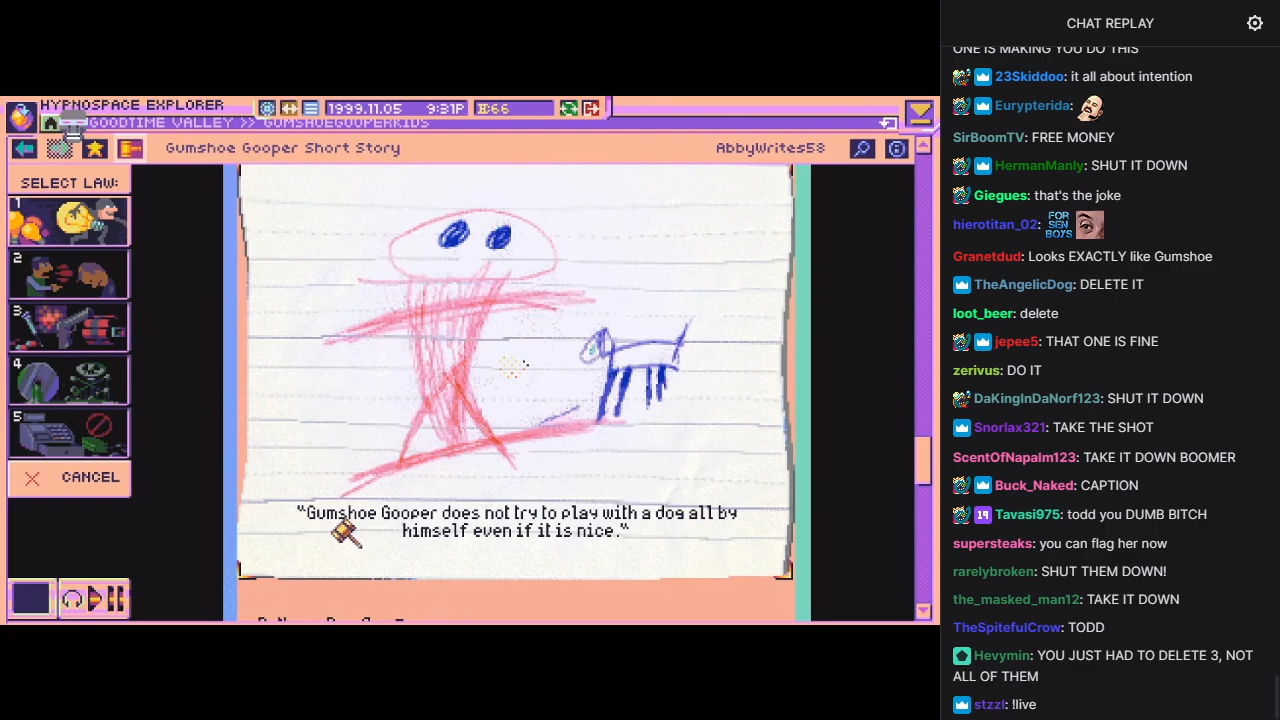 HYPNOSPACE EXPLORER
1999.11.05 9:31P
66
GOODTIME VALLEY >> GUMSHOEGOOPERKIDS
Gumshoe Gooper Short Story
AbbyWrites58
SELECT LAW:
1
2
3
4
5
CANCEL
"Gumshoe Gooper does not try to play with a dog all by
himself even if it is nice."
CHAT REPLAY
ONE IS MAKING YOU DO THIS
23Skiddoo: it all about intention
Eurypterida:
SirBoomTV: FREE MONEY
HermanManly: SHUT IT DOWN
Giegues: that's the joke
hierotitan_02: FOR SEN BOYS
Granetdud: Looks EXACTLY like Gumshoe
TheAngelicDog: DELETE IT
loot_beer: delete
jepee5: THAT ONE IS FINE
zerivus: DO IT
DaKingInDaNorf123: SHUT IT DOWN
Snorlax321: TAKE THE SHOT
ScentOfNapalm123: TAKE IT DOWN BOOMER
Buck_Naked: CAPTION
Tavasi975: todd you DUMB BITCH
supersteaks: you can flag her now
rarelybroken: SHUT THEM DOWN!
the_masked_man12: TAKE IT DOWN
TheSpitefulCrow: TODD
Hevymin: YOU JUST HAD TO DELETE 3, NOT
ALL OF THEM
stzzl: !live